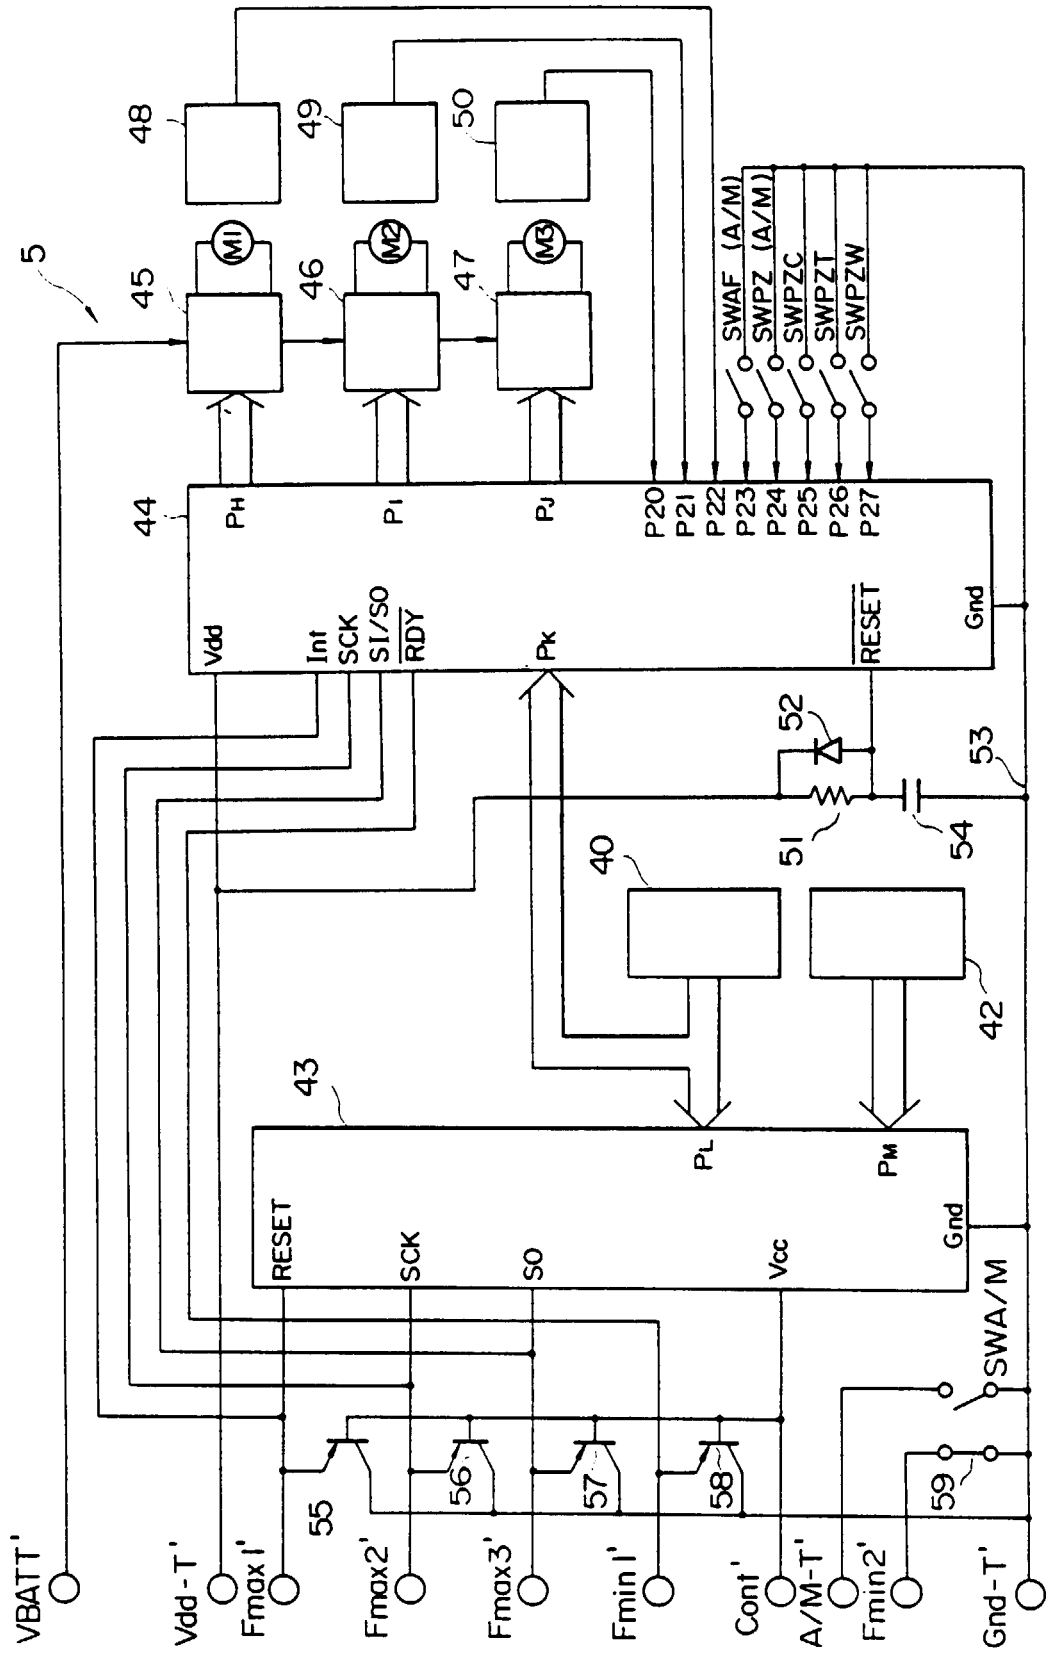 5
VBATT'
Vdd-T'
Fmax1'
Fmax2'
Fmax3'
Fmin1'
Cont'
A/M-T'
Fmin2'
Gnd-T'
55
56
57
58
59
SWA/M
43
RESET
SCK
SO
Vcc
Gnd
PL
PM
40
42
51
52
53
54
44
Vdd
Int
SCK
SI/SO
RDY
PK
RESET
Gnd
PH
PI
PJ
P20
P21
P22
P23
P24
P25
P26
P27
45
46
47
M1
M2
M3
48
49
50
SWAF (A/M)
SWPZ (A/M)
SWPZC
SWPZT
SWPZW